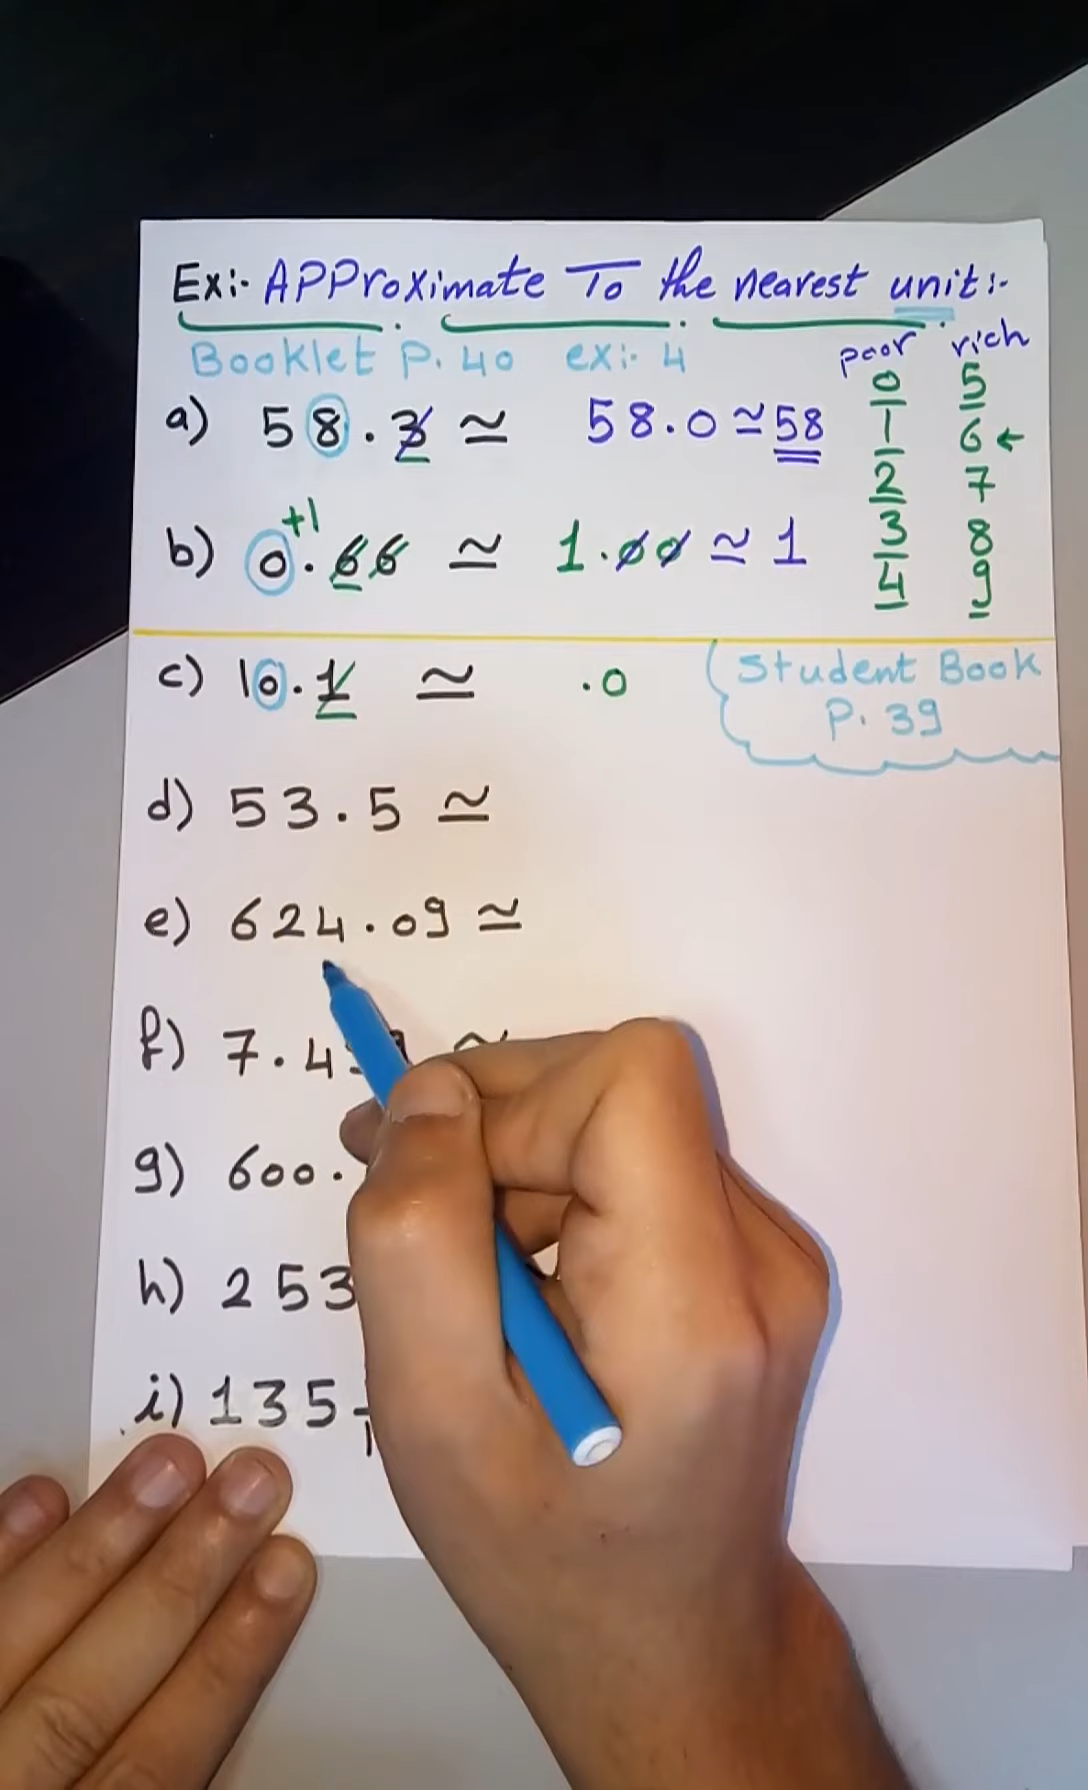 Ex:- APProximate To the nearest unit:-
Booklet P. 40 ex:- 4
poor rich
0 5
1 6 ←
2 7
3 8
4 9
a) 58.3 ≃ 58.0 ≃ 58
+1
b) 0.66 ≃ 1.00 ≃ 1
c) 10.1 ≃ .0
Student Book
P. 39
d) 53.5 ≃
e) 624.09 ≃
f) 7.4
g) 600.
h) 253
i) 135